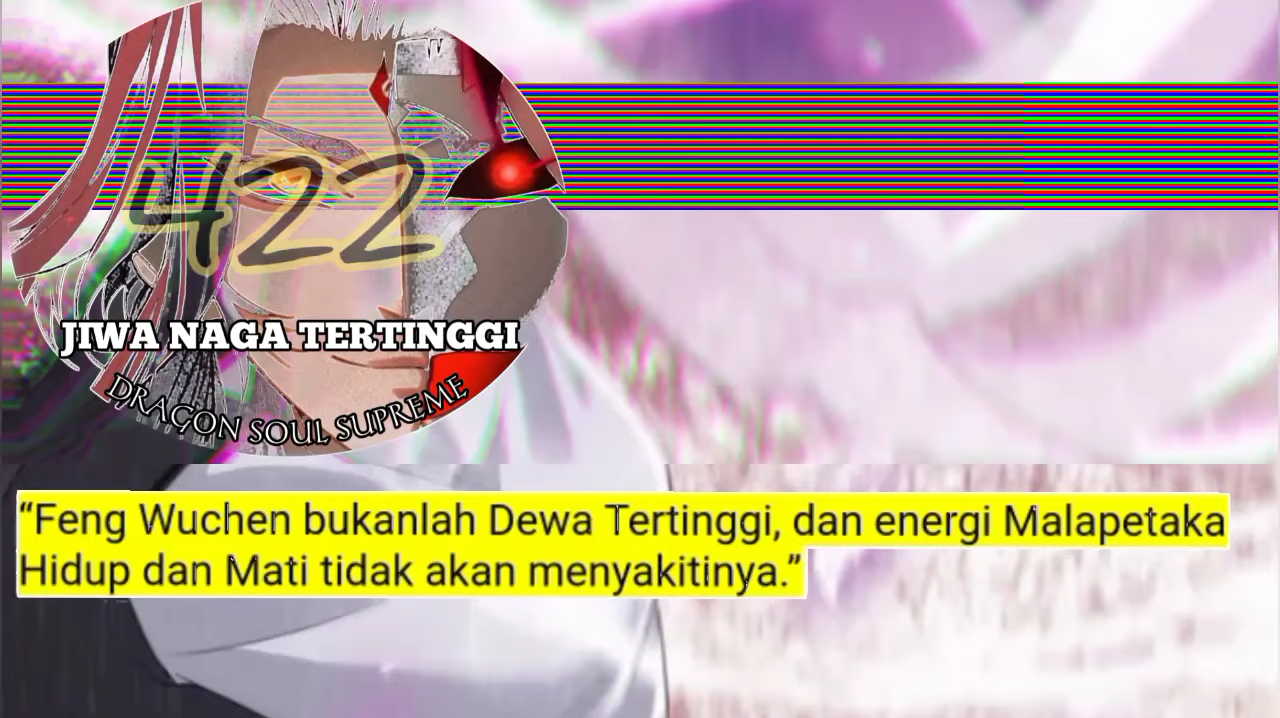 422
JIWA NAGA TERTINGGI
DRAGON SOUL SUPREME
“Feng Wuchen bukanlah Dewa Tertinggi, dan energi Malapetaka
Hidup dan Mati tidak akan menyakitinya.”